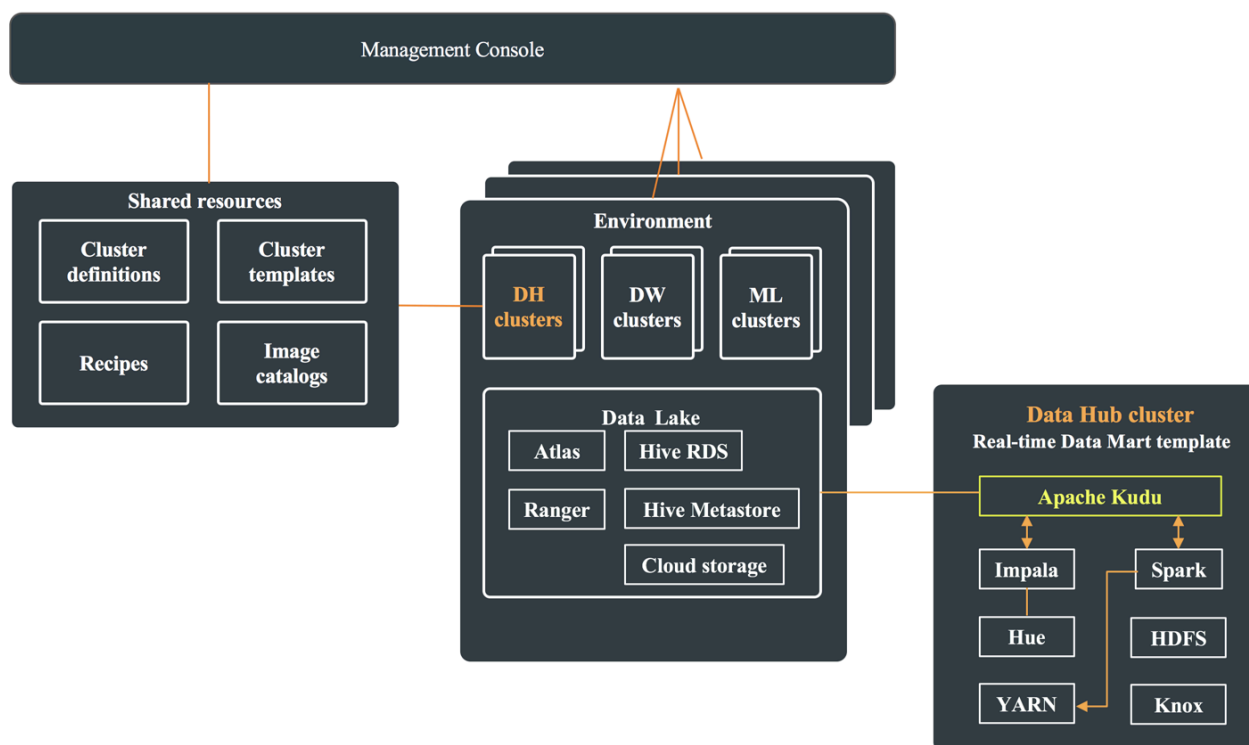 Management Console
Shared resources
Cluster
definitions
Cluster
templates
Recipes
Image
catalogs
Environment
DH
clusters
DW
clusters
ML
clusters
Data Lake
Atlas
Hive RDS
Ranger
Hive Metastore
Cloud storage
Data Hub cluster
Real-time Data Mart template
Apache Kudu
Impala
Spark
Hue
HDFS
YARN
Knox